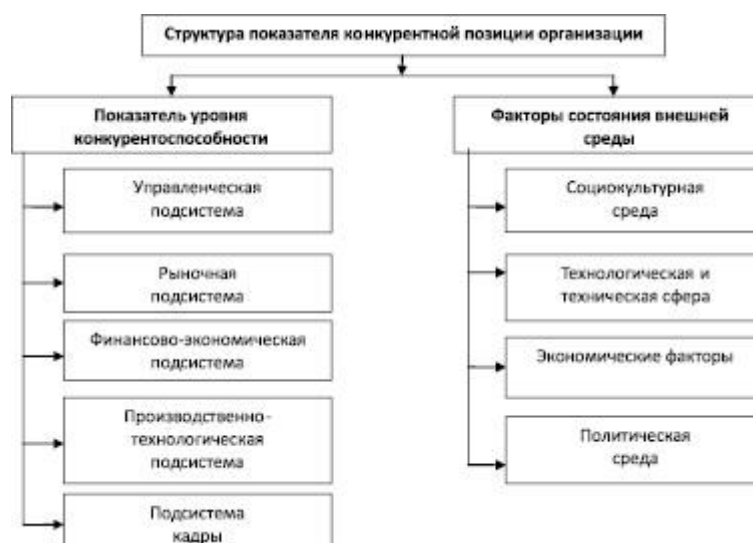 Структура показателя конкурентной позиции организации
Показатель уровня
конкурентоспособности
Управленческая
подсистема
Рыночная
подсистема
Финансово-экономическая
подсистема
Производственно-
технологическая
подсистема
Подсистема
кадры
Факторы состояния внешней
среды
Социокультурная
среда
Технологическая и
техническая сфера
Экономические факторы
Политическая
среда